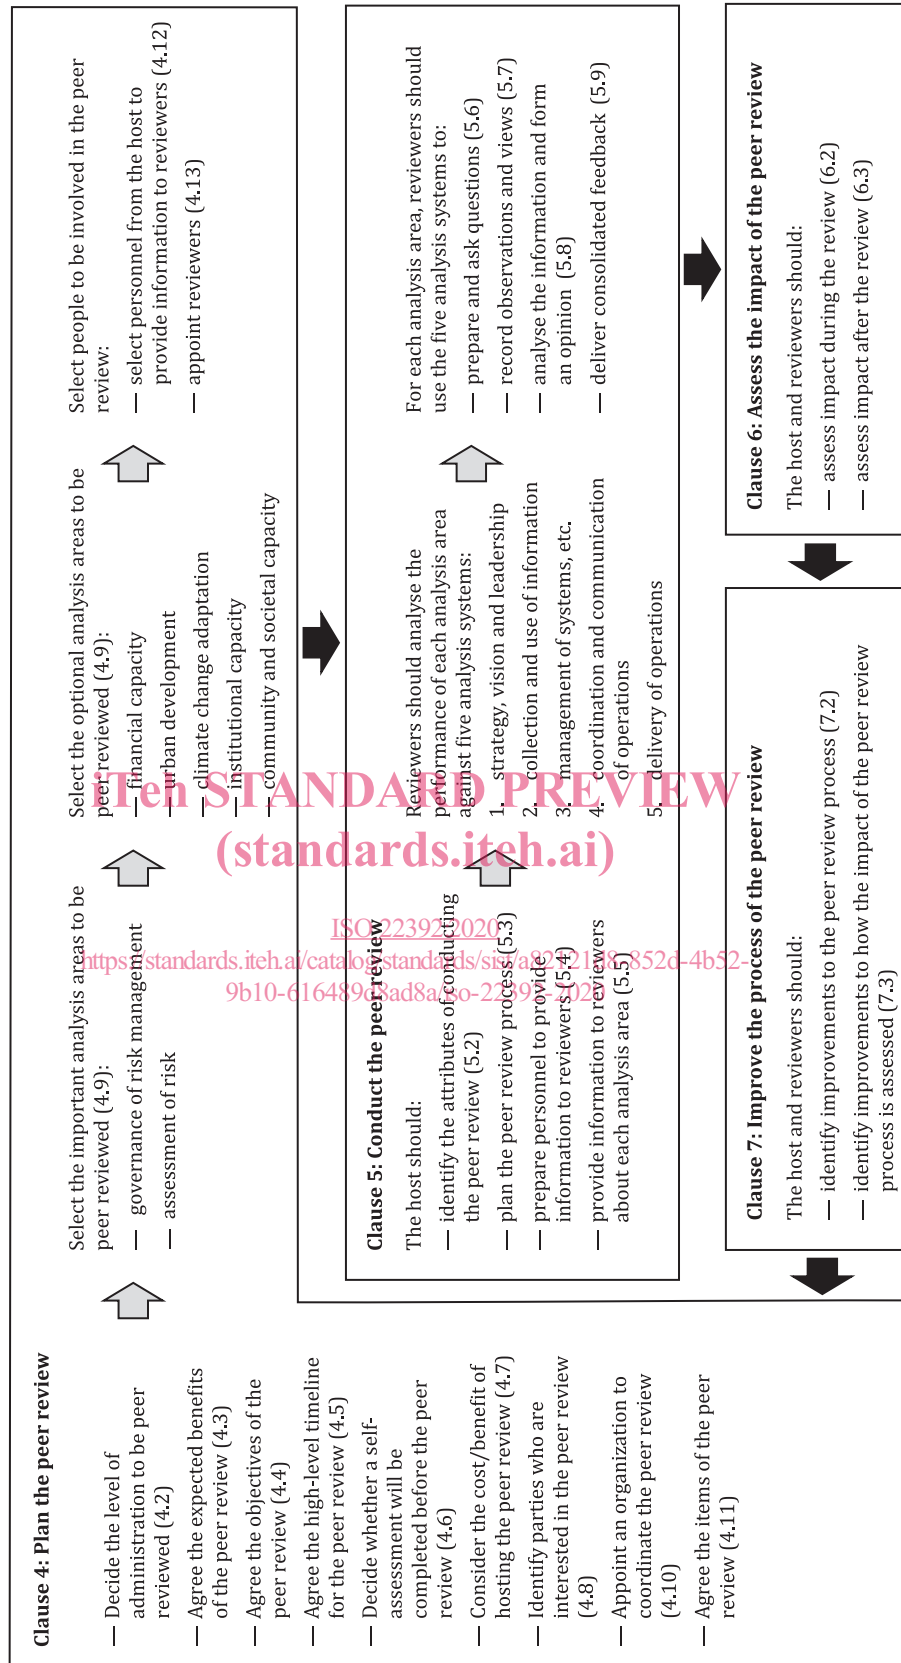 Clause 4: Plan the peer review
— Decide the level of
administration to be peer
reviewed (4.2)
— Agree the expected benefits
of the peer review (4.3)
— Agree the objectives of the
peer review (4.4)
— Agree the high-level timeline
for the peer review (4.5)
— Decide whether a self-
assessment will be
completed before the peer
review (4.6)
— Consider the cost/benefit of
hosting the peer review (4.7)
— Identify parties who are
interested in the peer review
(4.8)
— Appoint an organization to
coordinate the peer review
(4.10)
— Agree the items of the peer
review (4.11)
Select the important analysis areas to be
peer reviewed (4.9):
— governance of risk management
— assessment of risk
Select the optional analysis areas to be
peer reviewed (4.9):
— financial capacity
— urban development
— climate change adaptation
— institutional capacity
— community and societal capacity
Select people to be involved in the peer
review:
— select personnel from the host to
provide information to reviewers (4.12)
— appoint reviewers (4.13)
Clause 5: Conduct the peer review
The host should:
— identify the attributes of conducting
the peer review (5.2)
— plan the peer review process (5.3)
— prepare personnel to provide
information to reviewers (5.4)
— provide information to reviewers
about each analysis area (5.5)
Reviewers should analyse the
performance of each analysis area
against five analysis systems:
1. strategy, vision and leadership
2. collection and use of information
3. management of systems, etc.
4. coordination and communication
of operations
5. delivery of operations
For each analysis area, reviewers should
use the five analysis systems to:
— prepare and ask questions (5.6)
— record observations and views (5.7)
— analyse the information and form
an opinion (5.8)
— deliver consolidated feedback (5.9)
Clause 6: Assess the impact of the peer review
The host and reviewers should:
— assess impact during the review (6.2)
— assess impact after the review (6.3)
Clause 7: Improve the process of the peer review
The host and reviewers should:
— identify improvements to the peer review process (7.2)
— identify improvements to how the impact of the peer review
process is assessed (7.3)
iTeh STANDARD PREVIEW
(standards.iteh.ai)
ISO 22392:2020
9b10-616489d8ad8a/iso-22392-2020